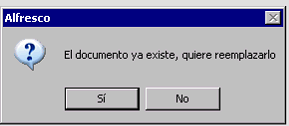 Alfresco
El documento ya existe, quiere reemplazarlo
Sí
No